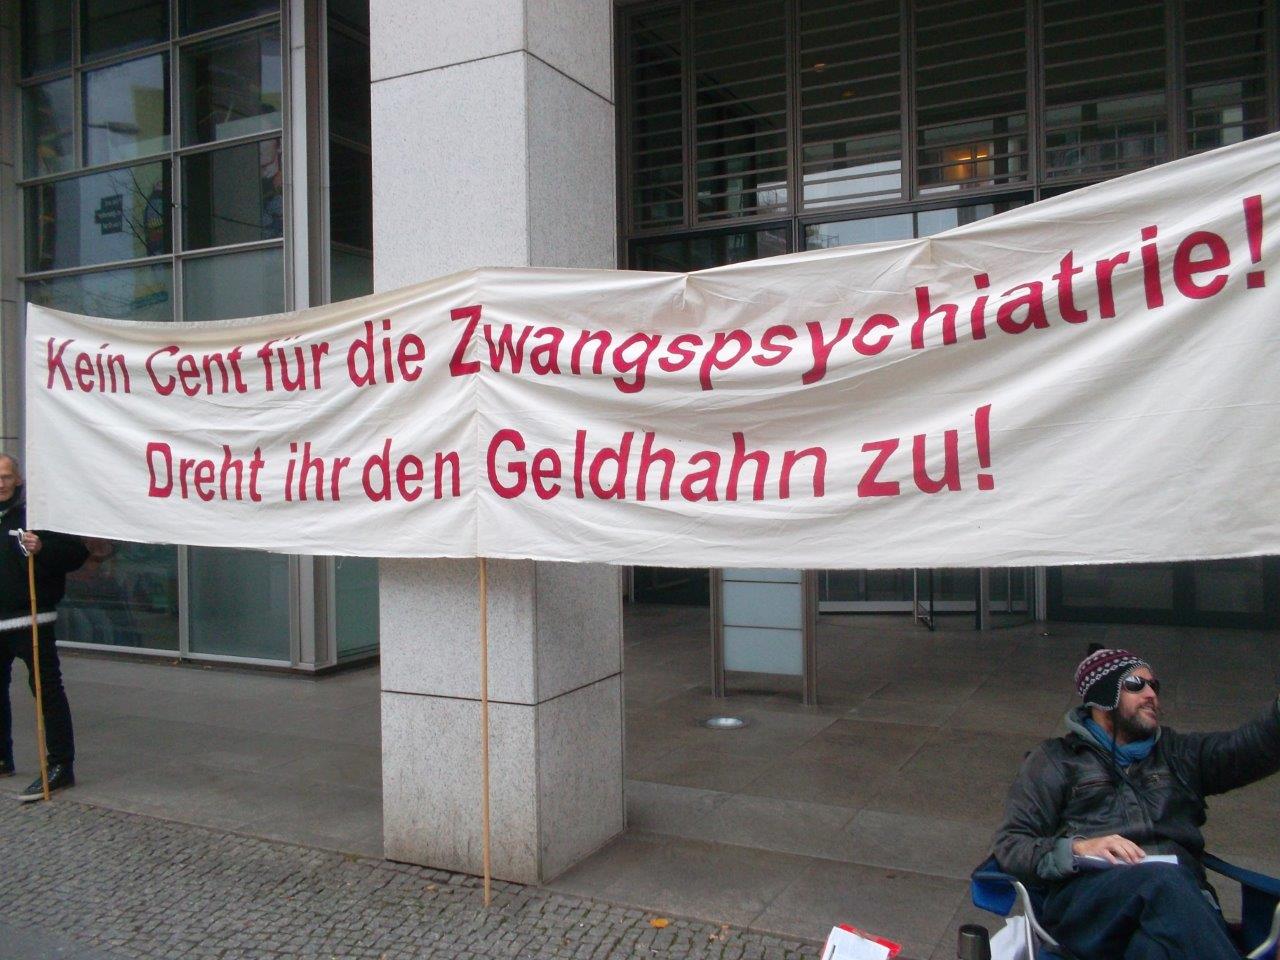 Kein Cent für die Zwangspsychiatrie!
Dreht ihr den Geldhahn zu!